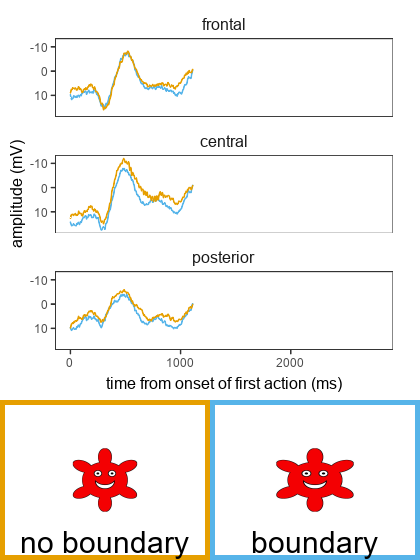 frontal
-10
0
10
central
-10
0
10
amplitude (mV)
posterior
-10
0
10
0 1000 2000
time from onset of first action (ms)
no boundary boundary